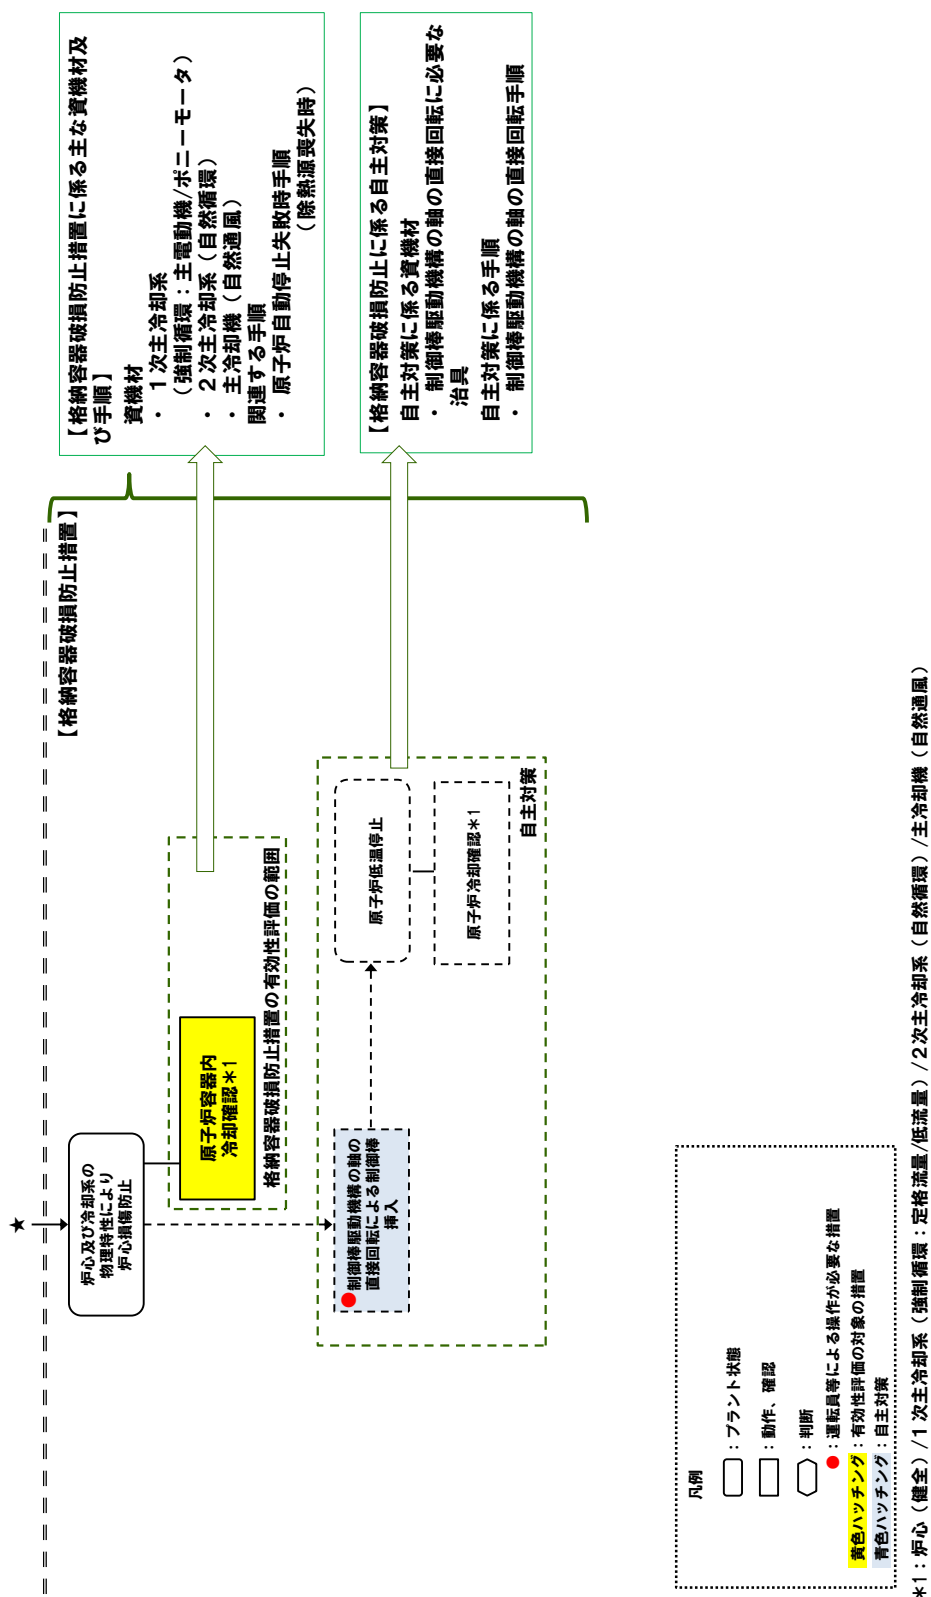 ★
【格納容器破損防止措置】
炉心及び冷却系の
物理特性により
炉心損傷防止
原子炉容器内
冷却確認＊1
格納容器破損防止措置の有効性評価の範囲
●制御棒駆動機構の軸の
直接回転による制御棒
挿入
原子炉低温停止
原子炉冷却確認＊1
自主対策
【格納容器破損防止措置に係る主な資機材及
び手順】
資機材
・ １次主冷却系
（強制循環：主電動機/ポニーモータ）
・ ２次主冷却系（自然循環）
・ 主冷却機（自然通風）
関連する手順
・ 原子炉自動停止失敗時手順
（除熱源喪失時）
【格納容器破損防止に係る自主対策】
自主対策に係る資機材
・ 制御棒駆動機構の軸の直接回転に必要な
治具
自主対策に係る手順
・ 制御棒駆動機構の軸の直接回転手順
凡例
：プラント状態
：動作、確認
：判断
●：運転員等による操作が必要な措置
黄色ハッチング：有効性評価の対象の措置
青色ハッチング：自主対策
＊1：炉心（健全）/１次主冷却系（強制循環：定格流量/低流量）/２次主冷却系（自然循環）/主冷却機（自然通風）